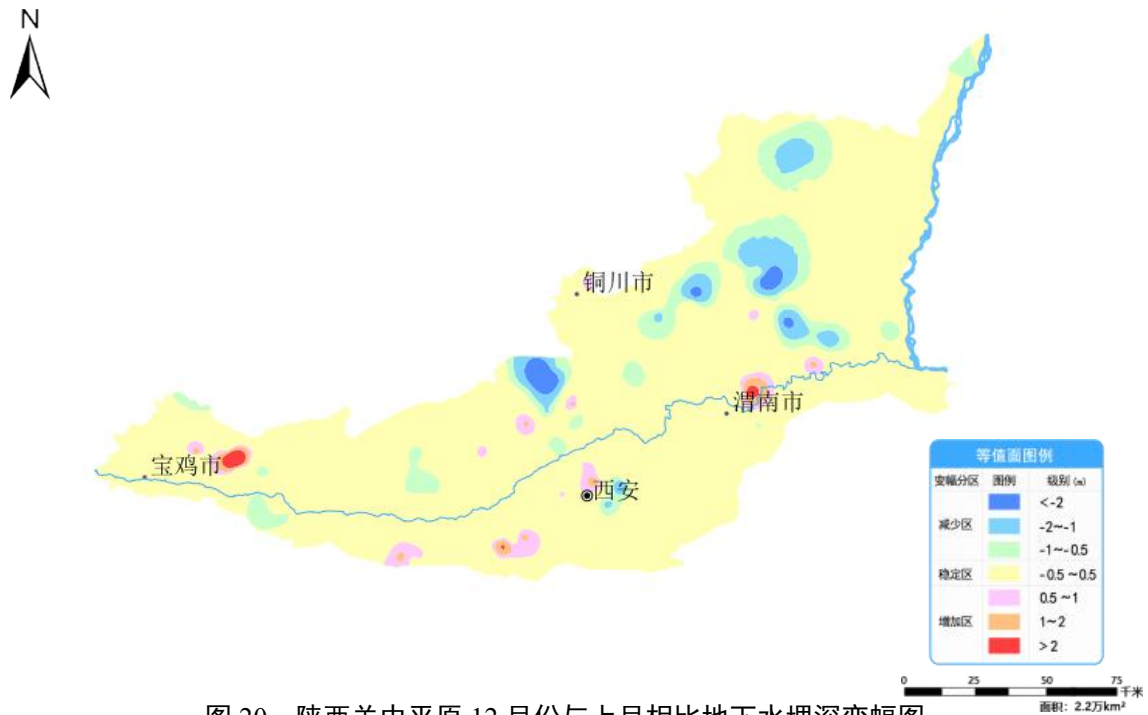 N
铜川市
渭南市
宝鸡市
西安
等值面图例
变幅分区 图例 级别 (m)
减少区
<-2
-2~-1
-1~-0.5
稳定区 -0.5~0.5
增加区
0.5~1
1~2
>2
0 25 50 75 千米
面积: 2.2万km²
图 20 陕西关中平原 12 月份与上月相比地下水埋深变幅图